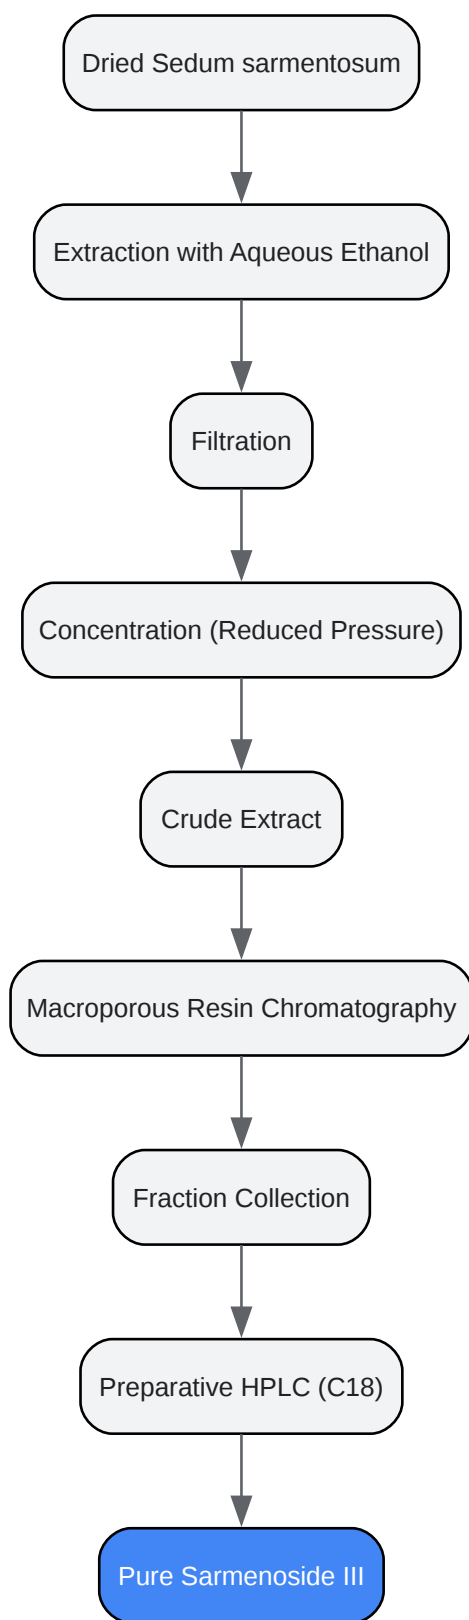 Dried Sedum sarmentosum
Extraction with Aqueous Ethanol
Filtration
Concentration (Reduced Pressure)
Crude Extract
Macroporous Resin Chromatography
Fraction Collection
Preparative HPLC (C18)
Pure Sarmenoside III